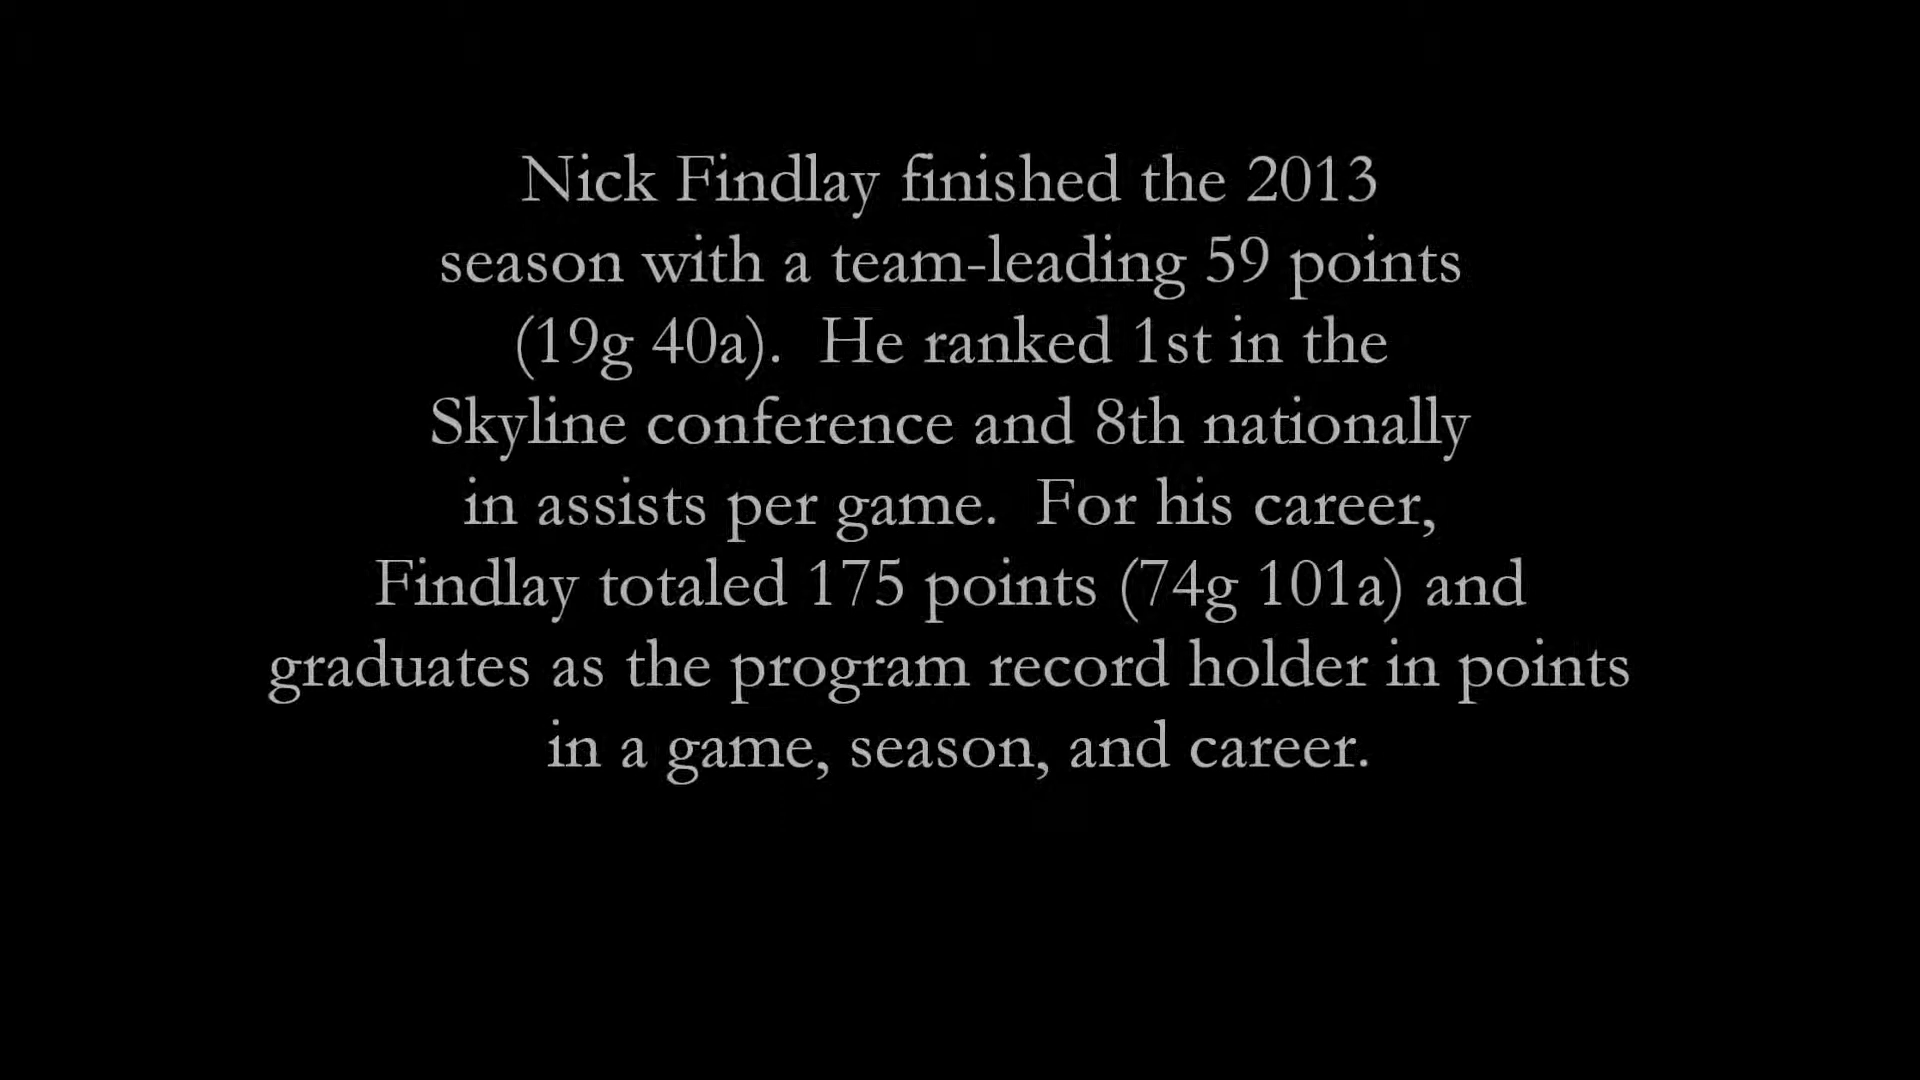 Nick Findlay finished the 2013
season with a team-leading 59 points
(19g 40a).  He ranked 1st in the
Skyline conference and 8th nationally
in assists per game.  For his career,
Findlay totaled 175 points (74g 101a) and
graduates as the program record holder in points
in a game, season, and career.